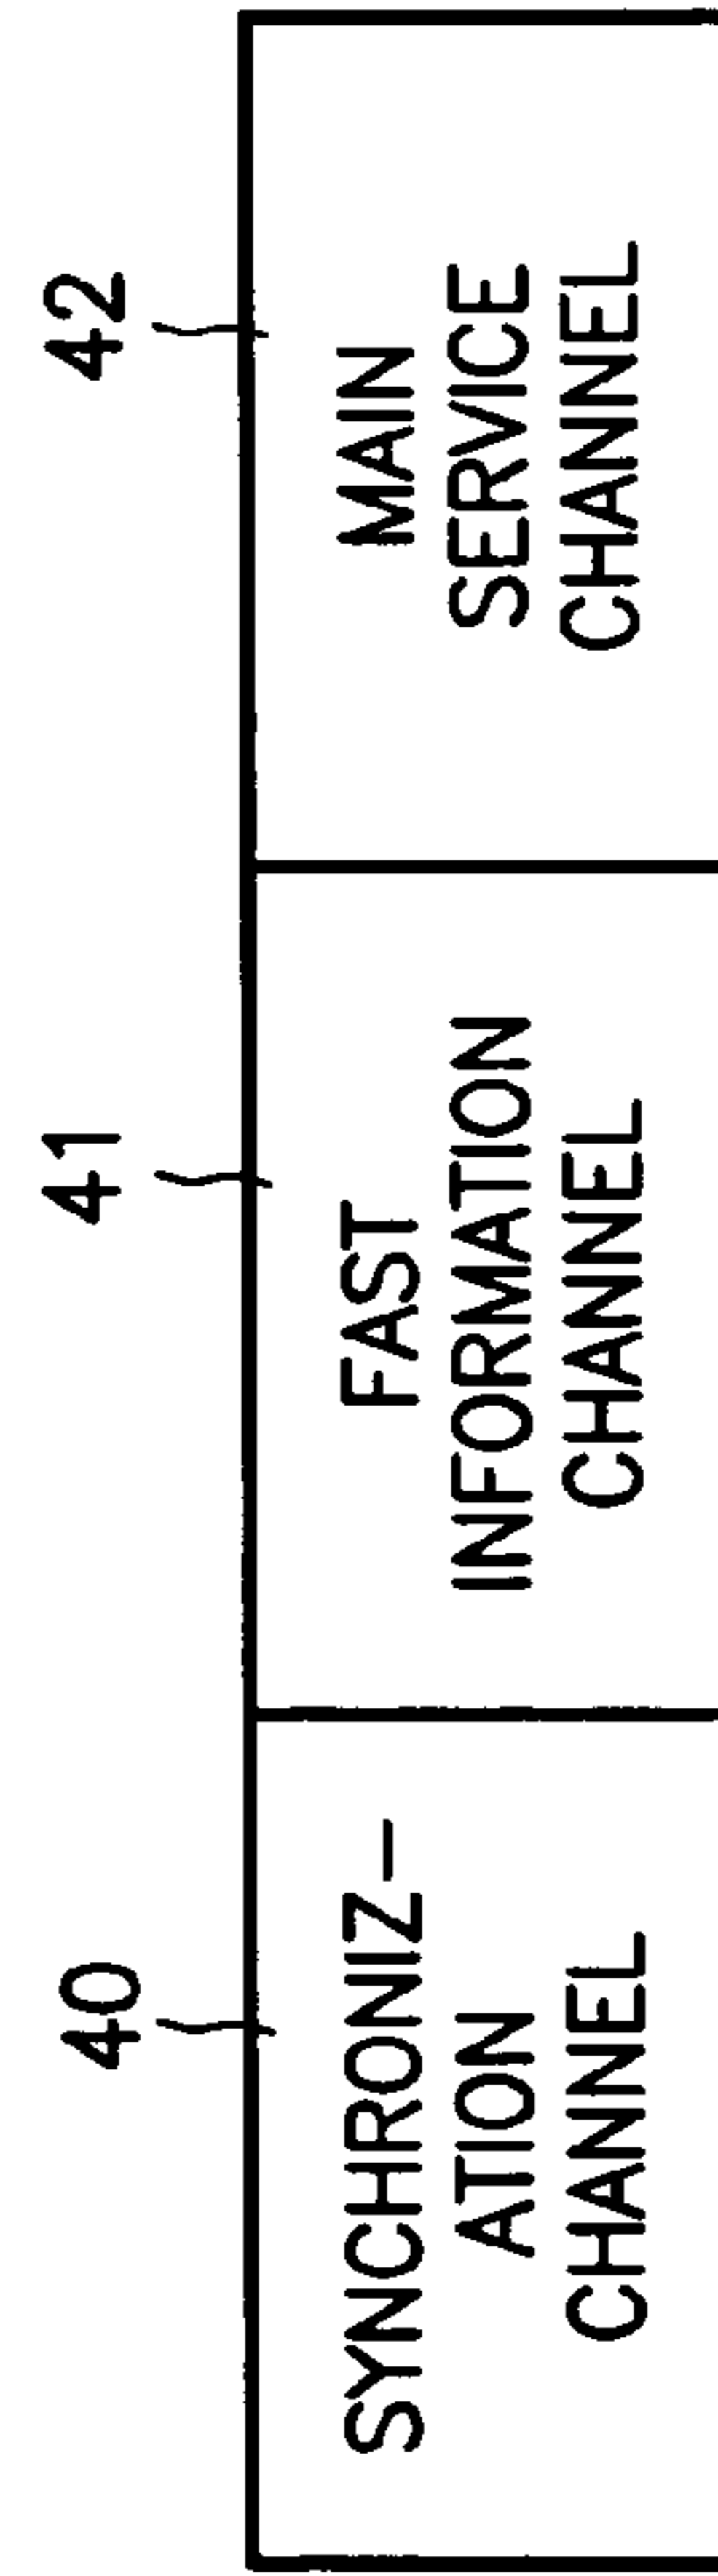 40
41
42
SYNCHRONIZ-
ATION
CHANNEL
FAST
INFORMATION
CHANNEL
MAIN
SERVICE
CHANNEL